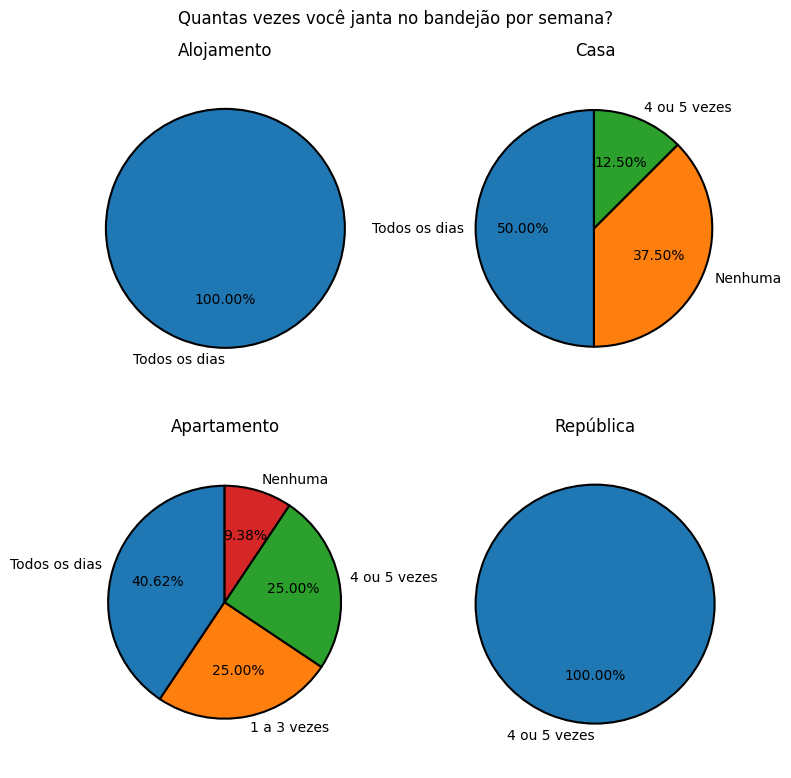 Quantas vezes você janta no bandejão por semana?
Alojamento
100.00%
Todos os dias
Casa
4 ou 5 vezes
12.50%
Todos os dias
50.00%
37.50%
Nenhuma
Apartamento
Nenhuma
9.38%
Todos os dias
40.62%
25.00%
4 ou 5 vezes
25.00%
1 a 3 vezes
República
100.00%
4 ou 5 vezes